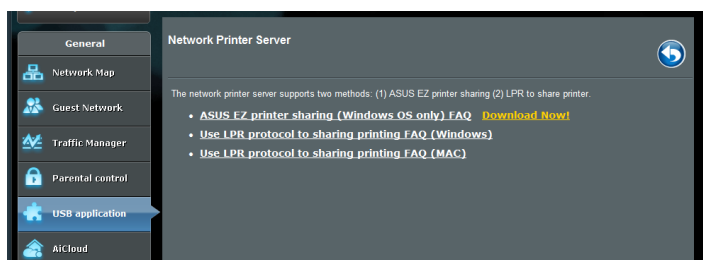 General
Network Map
Guest Network
Traffic Manager
Parental control
USB application
AiCloud
Network Printer Server
The network printer server supports two methods: (1) ASUS EZ printer sharing (2) LPR to share printer.
ASUS EZ printer sharing (Windows OS only) FAQ Download Now!
Use LPR protocol to sharing printing FAQ (Windows)
Use LPR protocol to sharing printing FAQ (MAC)